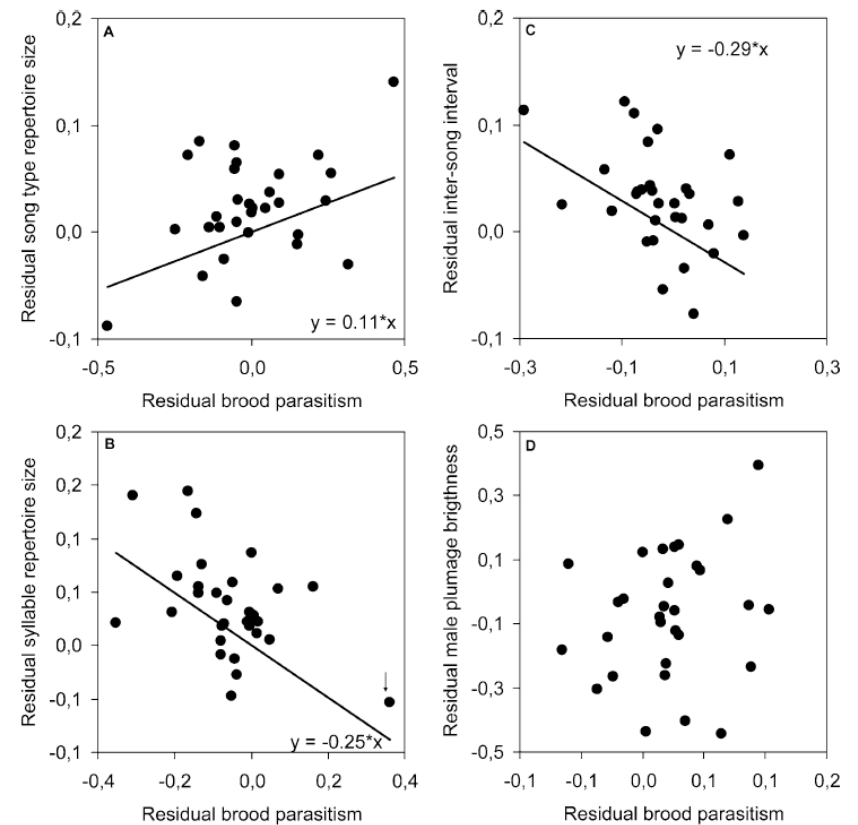 A
0,2
0,1
0,0
-0,1
-0,5
0,0
0,5
Residual song type repertoire size
Residual brood parasitism
y = 0.11*x
C
0,2
0,1
0,0
-0,1
-0,3
-0,1
0,1
0,3
Residual inter-song interval
Residual brood parasitism
y = -0.29*x
B
0,2
0,2
0,1
0,1
0,0
-0,1
-0,1
-0,4
-0,2
0,0
0,2
0,4
Residual syllable repertoire size
Residual brood parasitism
y = -0.25*x
D
0,5
0,3
0,1
-0,1
-0,3
-0,5
-0,1
-0,1
0,0
0,1
0,1
0,2
Residual male plumage brigthness
Residual brood parasitism